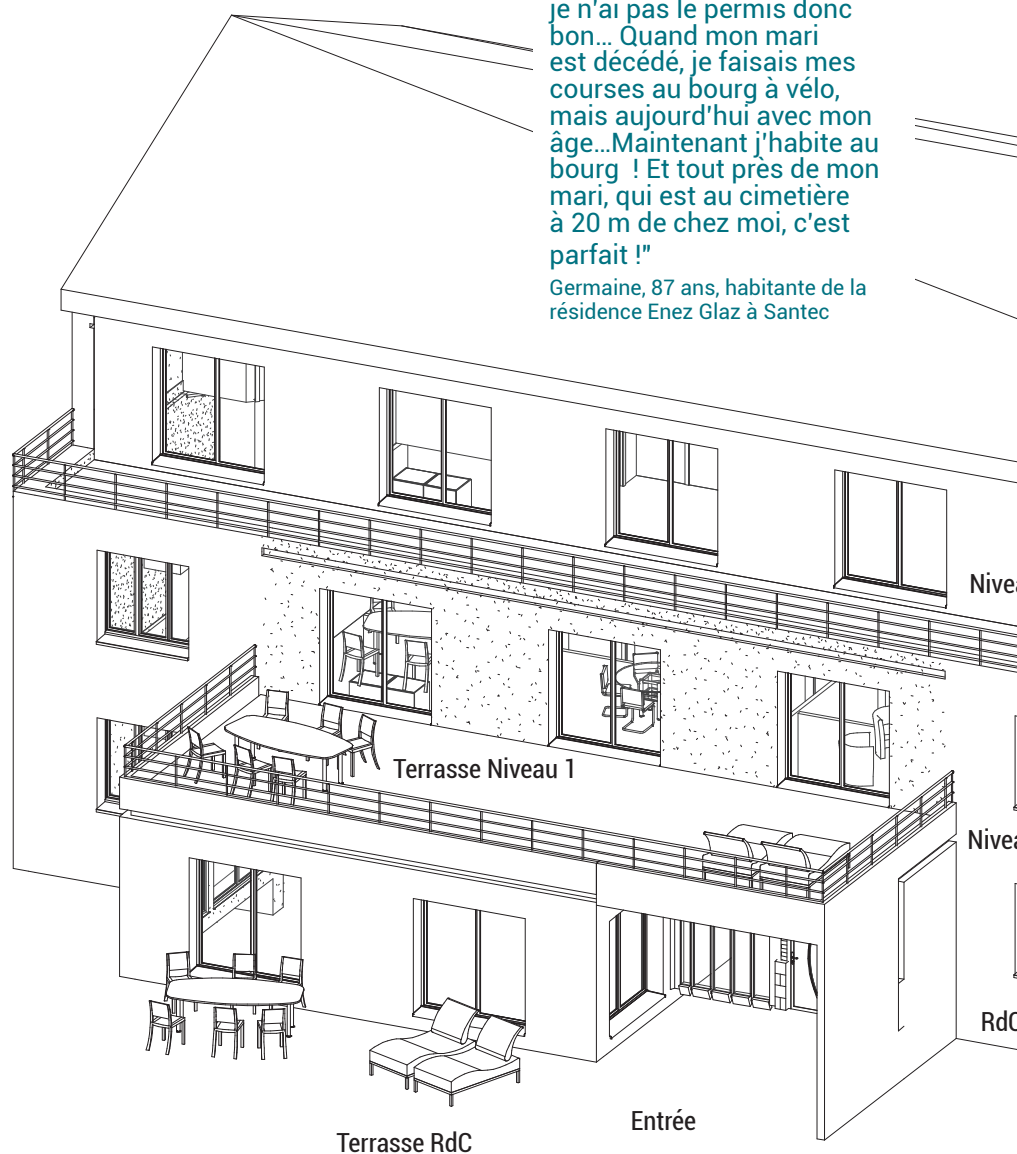 je n'ai pas le permis donc
bon... Quand mon mari
est décédé, je faisais mes
courses au bourg à vélo,
mais aujourd'hui avec mon
âge...Maintenant j'habite au
bourg  ! Et tout près de mon
mari, qui est au cimetière
à 20 m de chez moi, c'est
parfait !"
Germaine, 87 ans, habitante de la
résidence Enez Glaz à Santec
Terrasse Niveau 1
RdC
Entrée
Terrasse RdC